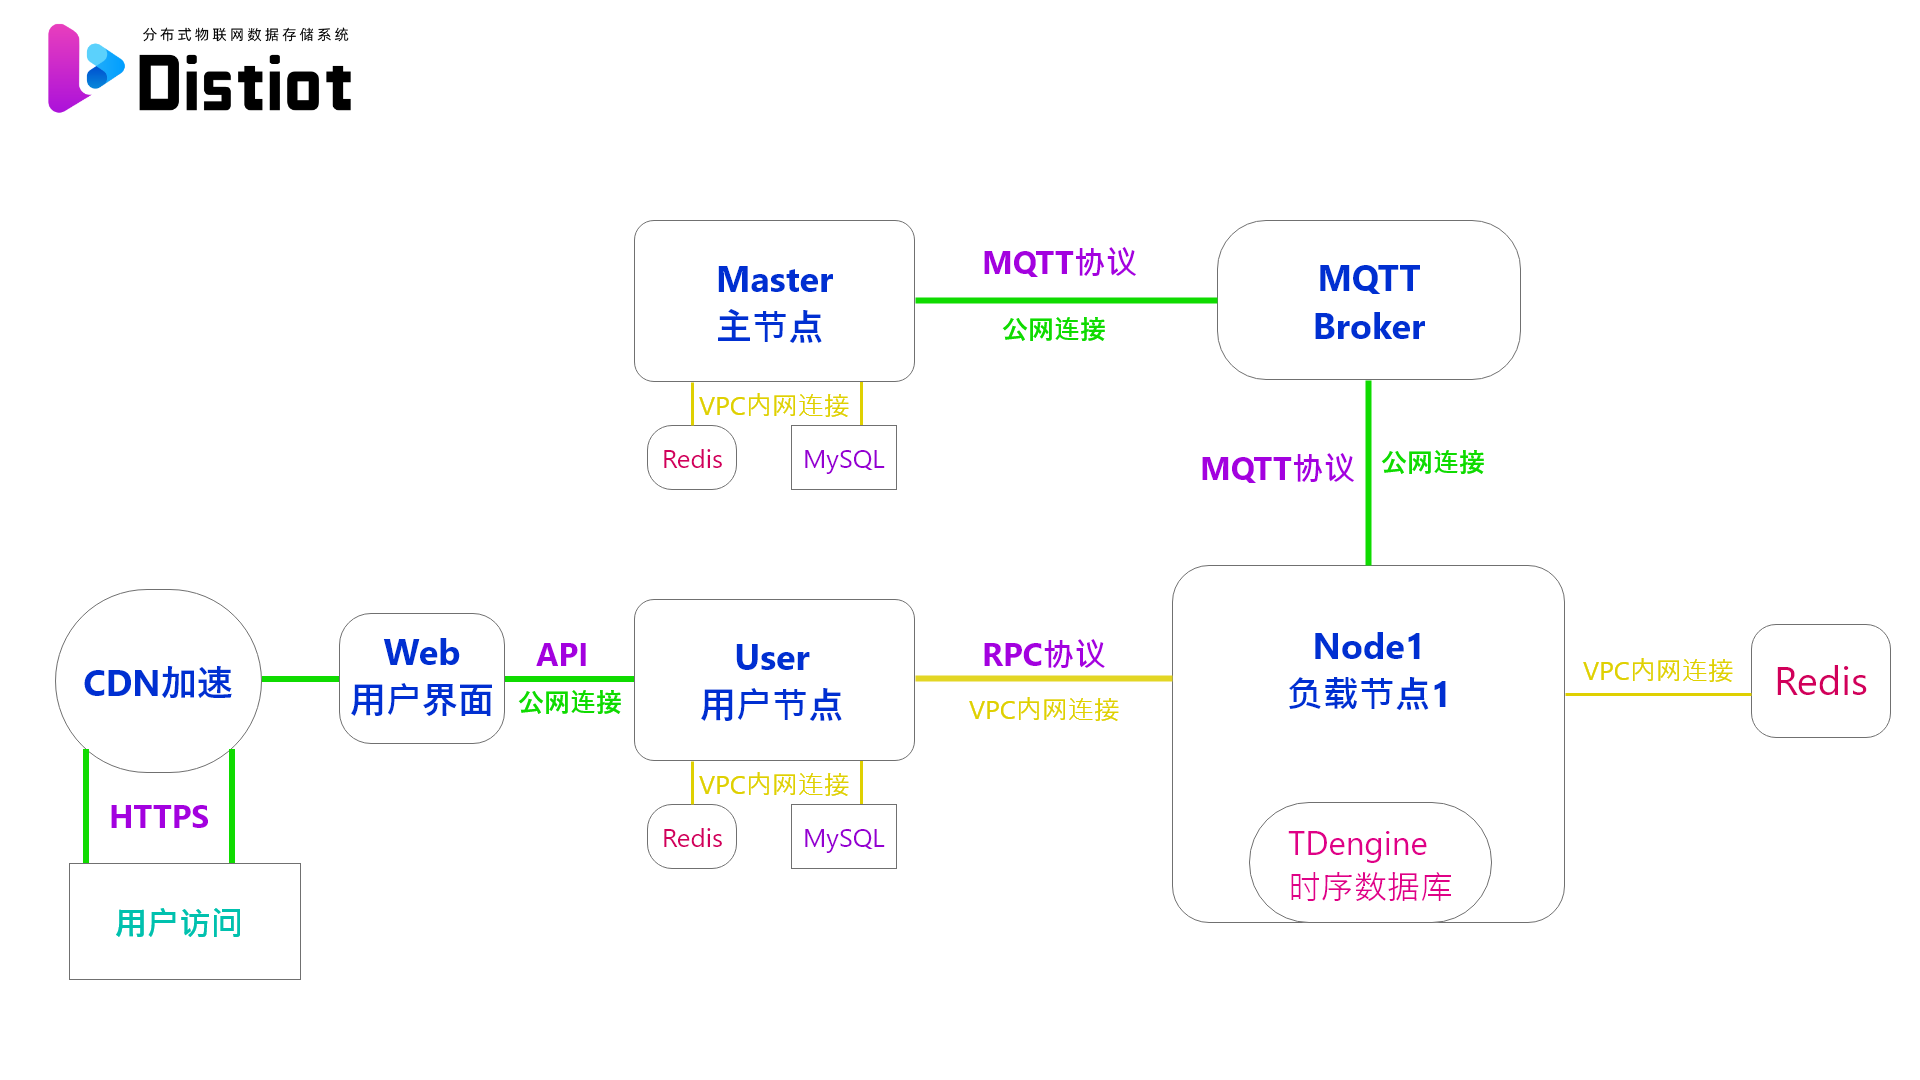 分布式物联网数据存储系统
Distiot
Master
主节点
MQTT协议
公网连接
MQTT
Broker
VPC内网连接
Redis
MySQL
MQTT协议
公网连接
CDN加速
Web
用户界面
API
公网连接
User
用户节点
RPC协议
VPC内网连接
Node1
负载节点1
VPC内网连接
Redis
VPC内网连接
Redis
MySQL
HTTPS
TDengine
时序数据库
用户访问